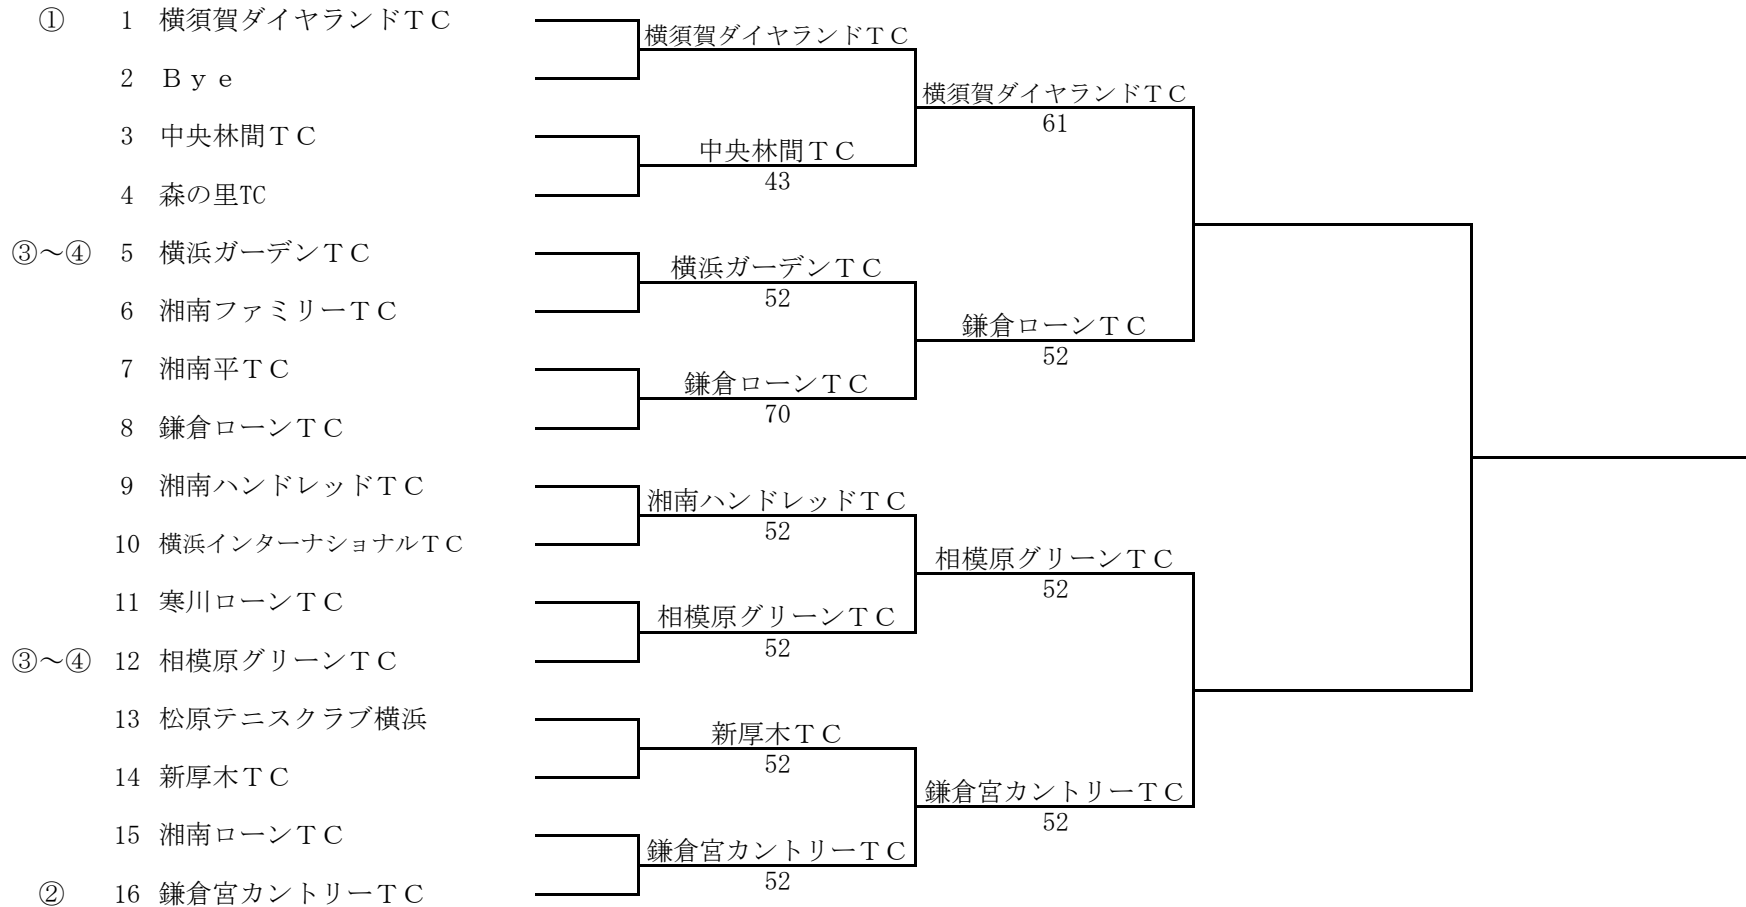 ① 1 横須賀ダイヤランドＴＣ
横須賀ダイヤランドＴＣ
2 Ｂｙｅ
横須賀ダイヤランドＴＣ
61
3 中央林間ＴＣ
中央林間ＴＣ
43
4 森の里TC
③～④ 5 横浜ガーデンＴＣ
横浜ガーデンＴＣ
52
6 湘南ファミリーＴＣ
鎌倉ローンＴＣ
52
7 湘南平ＴＣ
鎌倉ローンＴＣ
70
8 鎌倉ローンＴＣ
9 湘南ハンドレッドＴＣ
湘南ハンドレッドＴＣ
52
10 横浜インターナショナルＴＣ
相模原グリーンＴＣ
52
11 寒川ローンＴＣ
相模原グリーンＴＣ
52
③～④ 12 相模原グリーンＴＣ
13 松原テニスクラブ横浜
新厚木ＴＣ
52
14 新厚木ＴＣ
鎌倉宮カントリーＴＣ
52
15 湘南ローンＴＣ
鎌倉宮カントリーＴＣ
52
② 16 鎌倉宮カントリーＴＣ